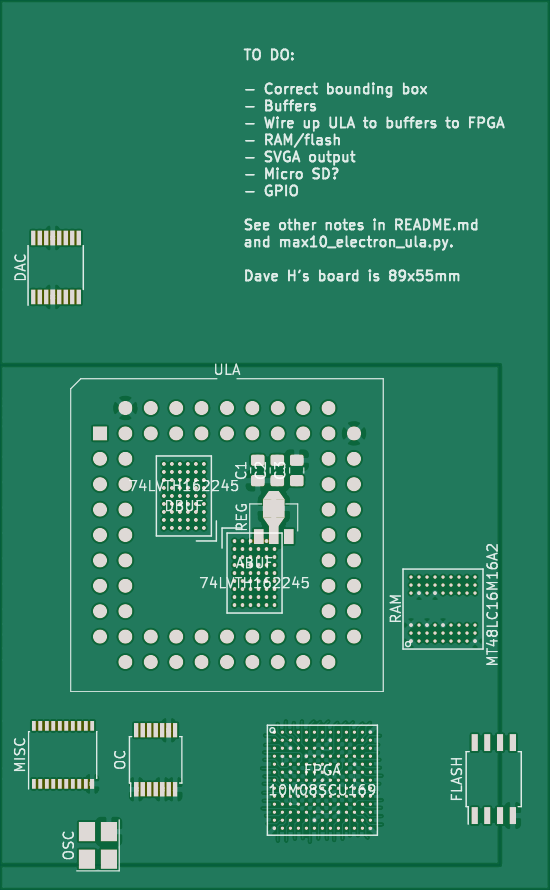 TO DO:
– Correct bounding box
– Buffers
– Wire up ULA to buffers to FPGA
– RAM/flash
– SVGA output
– Micro SD?
– GPIO
See other notes in README.md
and max10_electron_ula.py.
Dave H's board is 89x55mm
DAC
ULA
C1
74LVTH162245
DBUF
REG
ABUF
74LVTH162245
RAM
MT48LC16M16A2
MISC
OC
FPGA
10M08SCU169
FLASH
OSC